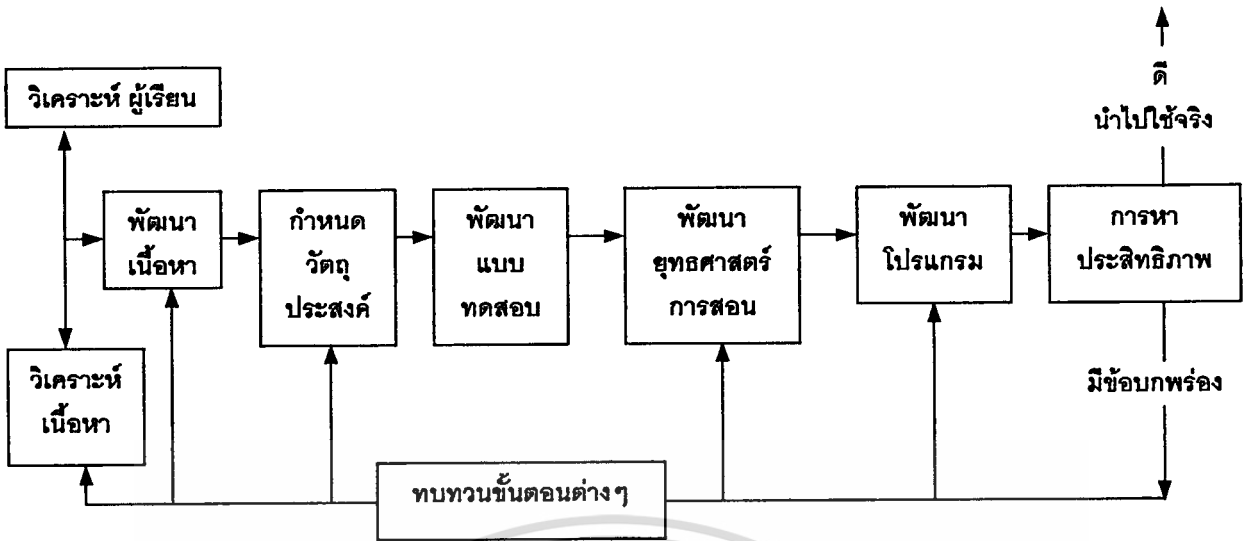 ดี
นำไปใช้จริง
วิเคราะห์ ผู้เรียน
พัฒนา
เนื้อหา
กำหนด
วัตถุ
ประสงค์
พัฒนา
แบบ
ทดสอบ
พัฒนา
ยุทธศาสตร์
การสอน
พัฒนา
โปรแกรม
การหา
ประสิทธิภาพ
วิเคราะห์
เนื้อหา
มีข้อบกพร่อง
ทบทวนขั้นตอนต่างๆ